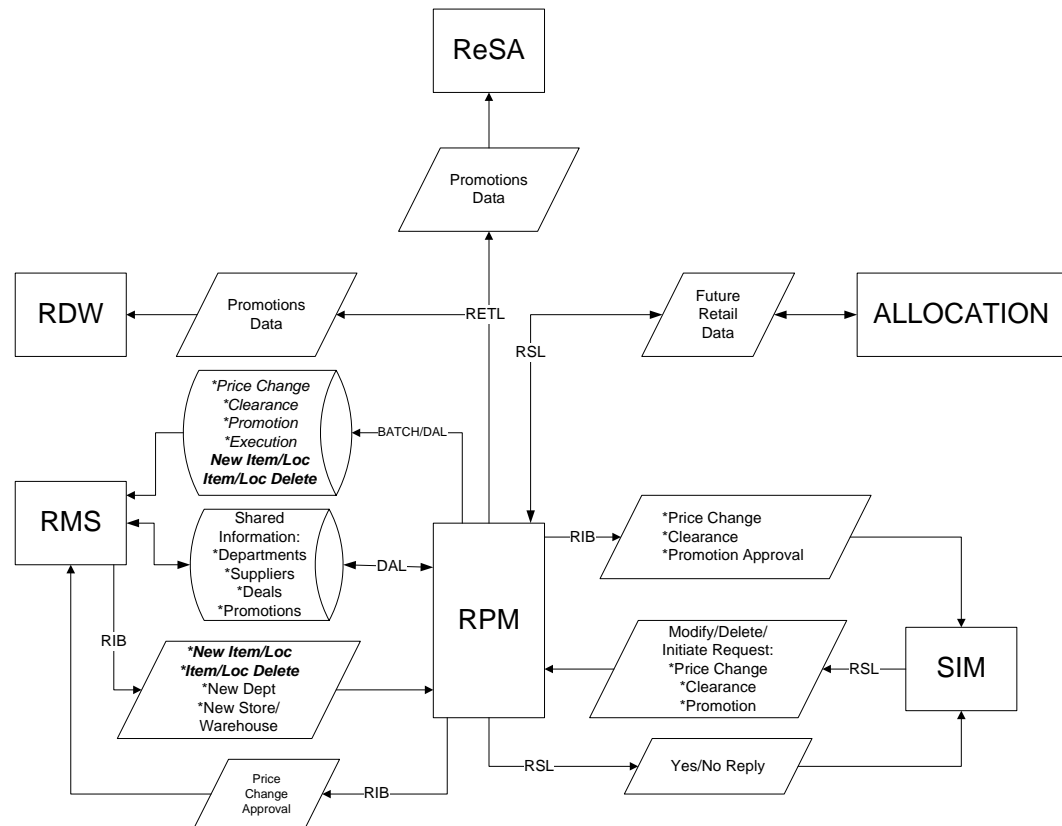 ReSA
Promotions
Data
RDW
Promotions
Data
RETL
RSL
Future
Retail
Data
ALLOCATION
*Price Change
*Clearance
*Promotion
*Execution
New Item/Loc
Item/Loc Delete
BATCH/DAL
RMS
Shared
Information:
*Departments
*Suppliers
*Deals
*Promotions
DAL
RPM
RIB
*Price Change
*Clearance
*Promotion Approval
RIB
*New Item/Loc
*Item/Loc Delete
*New Dept
*New Store/
Warehouse
Modify/Delete/
Initiate Request:
*Price Change
*Clearance
*Promotion
RSL
SIM
RSL
Yes/No Reply
Price
Change
Approval
RIB